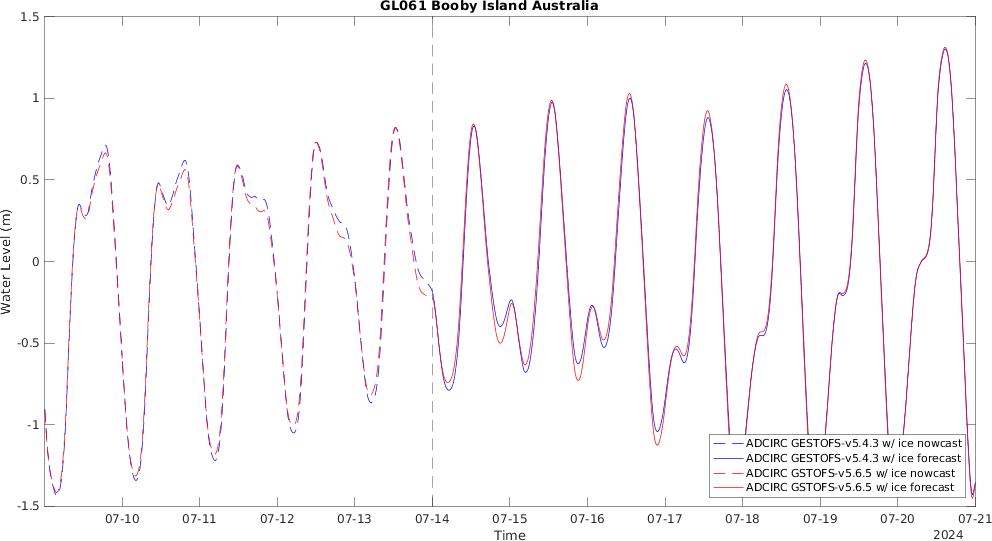 GL061 Booby Island Australia
1.5
1
0.5
0
-0.5
-1
-1.5
Water Level (m)
ADCIRC GESTOFS-v5.4.3 w/ ice nowcast
ADCIRC GESTOFS-v5.4.3 w/ ice forecast
ADCIRC GSTOFS-v5.6.5 w/ ice nowcast
ADCIRC GSTOFS-v5.6.5 w/ ice forecast
07-10 07-11 07-12 07-13 07-14 07-15 07-16 07-17 07-18 07-19 07-20 07-21
Time
2024